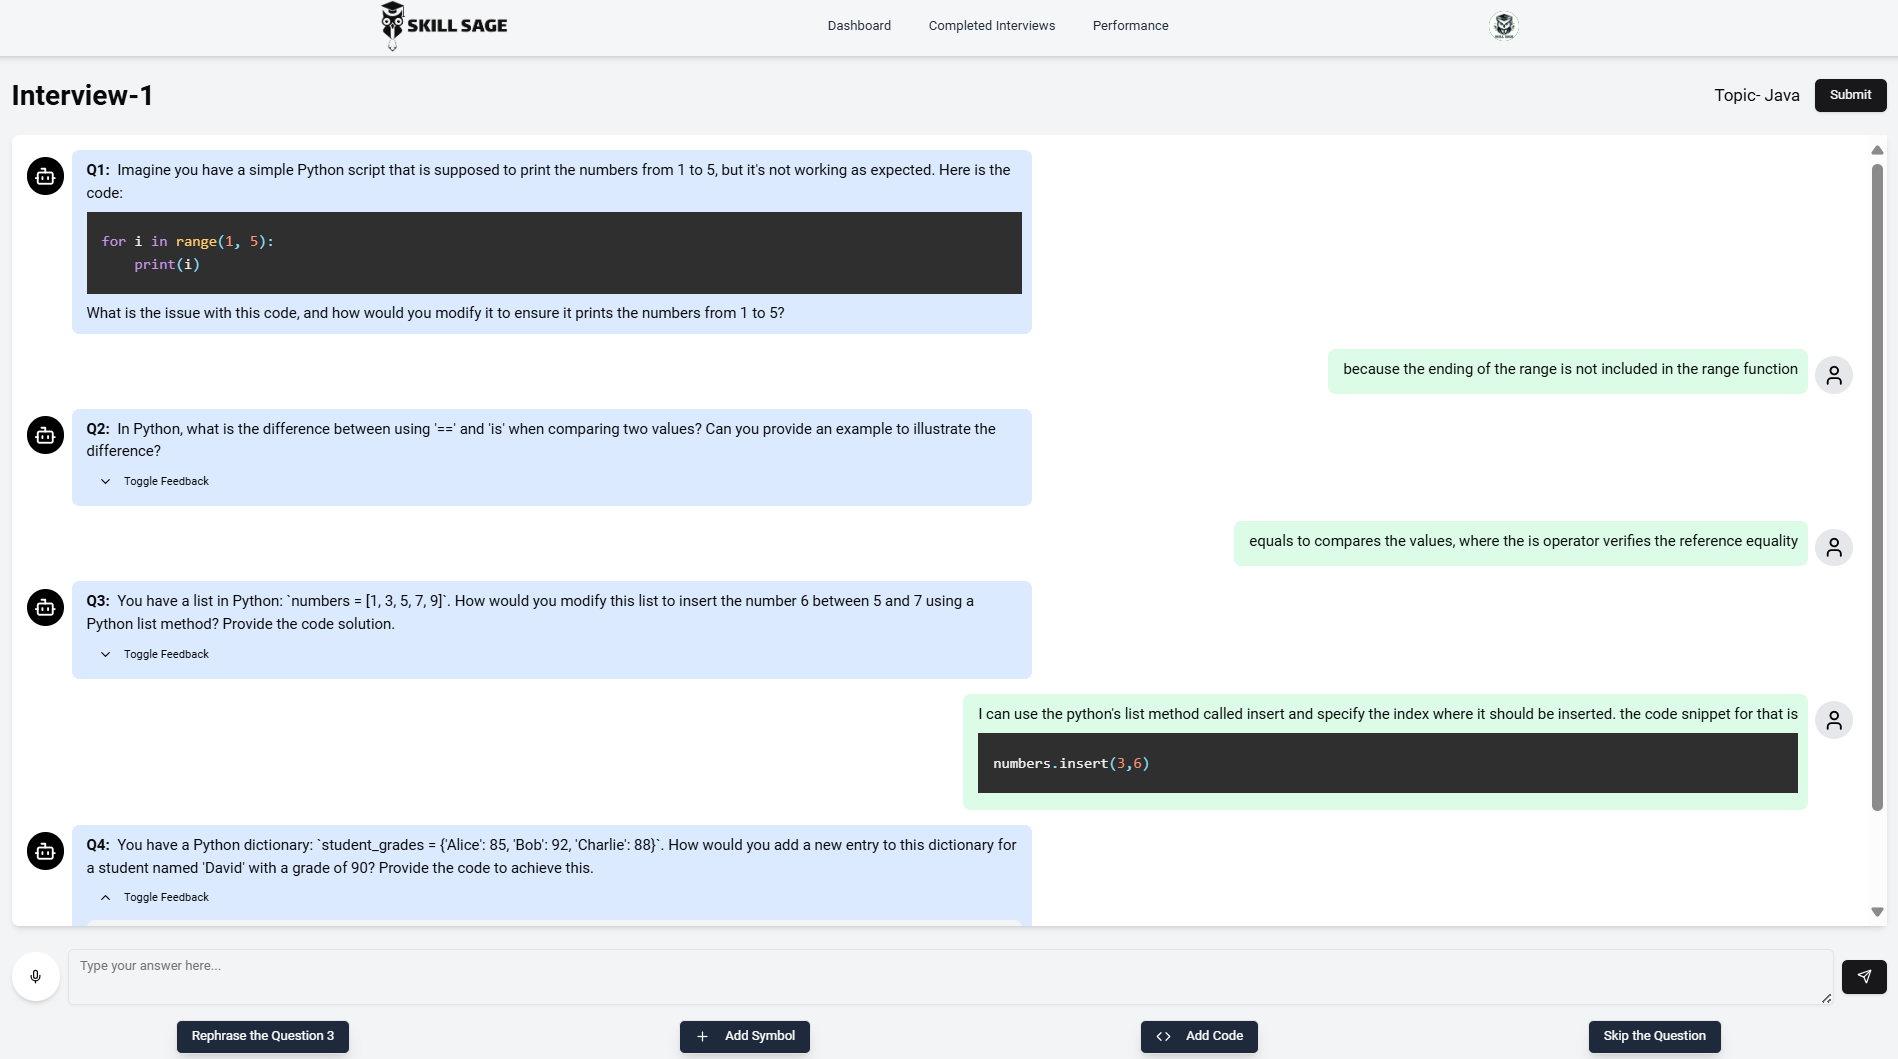 SKILL SAGE
Dashboard
Completed Interviews
Performance
Interview-1
Topic- Java
Submit
Q1: Imagine you have a simple Python script that is supposed to print the numbers from 1 to 5, but it's not working as expected. Here is the
code:
for i in range(1, 5):
    print(i)
What is the issue with this code, and how would you modify it to ensure it prints the numbers from 1 to 5?
because the ending of the range is not included in the range function
Q2: In Python, what is the difference between using '==' and 'is' when comparing two values? Can you provide an example to illustrate the
difference?
Toggle Feedback
equals to compares the values, where the is operator verifies the reference equality
Q3: You have a list in Python: `numbers = [1, 3, 5, 7, 9]`. How would you modify this list to insert the number 6 between 5 and 7 using a
Python list method? Provide the code solution.
Toggle Feedback
I can use the python's list method called insert and specify the index where it should be inserted. the code snippet for that is
numbers.insert(3,6)
Q4: You have a Python dictionary: `student_grades = {'Alice': 85, 'Bob': 92, 'Charlie': 88}`. How would you add a new entry to this dictionary for
a student named 'David' with a grade of 90? Provide the code to achieve this.
Toggle Feedback
Type your answer here...
Rephrase the Question 3
Add Symbol
Add Code
Skip the Question